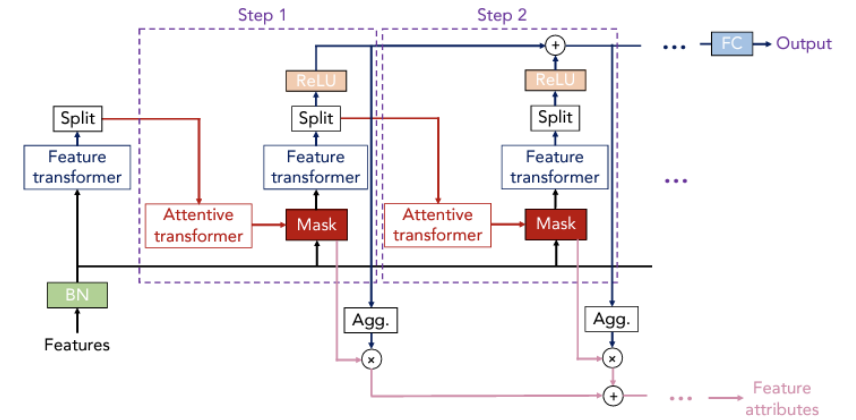 Step 1
Step 2
+
...
FC
Output
ReLU
ReLU
Split
Split
Split
Feature
transformer
Feature
transformer
Feature
transformer
...
Attentive
transformer
Mask
Attentive
transformer
Mask
BN
Features
Agg.
Agg.
×
×
+
...
Feature
attributes